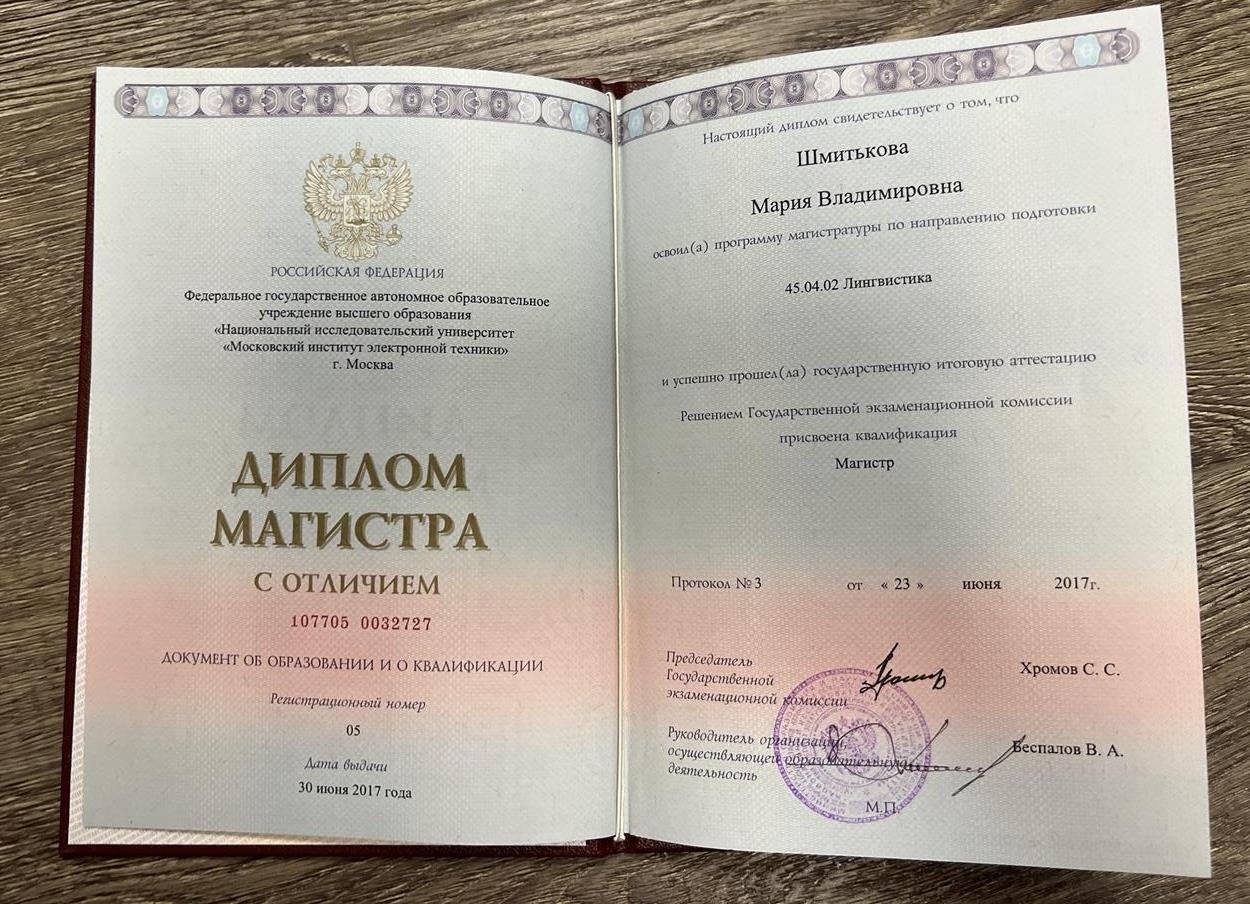 РОССИЙСКАЯ ФЕДЕРАЦИЯ
Федеральное государственное автономное образовательное
учреждение высшего образования
«Национальный исследовательский университет
«Московский институт электронной техники»
г. Москва
ДИПЛОМ
МАГИСТРА
С ОТЛИЧИЕМ
107705 0032727
ДОКУМЕНТ ОБ ОБРАЗОВАНИИ И О КВАЛИФИКАЦИИ
Регистрационный номер
05
Дата выдачи
30 июня 2017 года
Настоящий диплом свидетельствует о том, что
Шмитькова
Мария Владимировна
освоил(а) программу магистратуры по направлению подготовки
45.04.02 Лингвистика
и успешно прошел(ла) государственную итоговую аттестацию
Решением Государственной экзаменационной комиссии
присвоена квалификация
Магистр
Протокол № 3 от « 23 » июня 2017г.
Председатель
Государственной
экзаменационной комиссии
Хромов С. С.
Руководитель организации,
осуществляющей образовательную
деятельность
Беспалов В. А.
М.П.